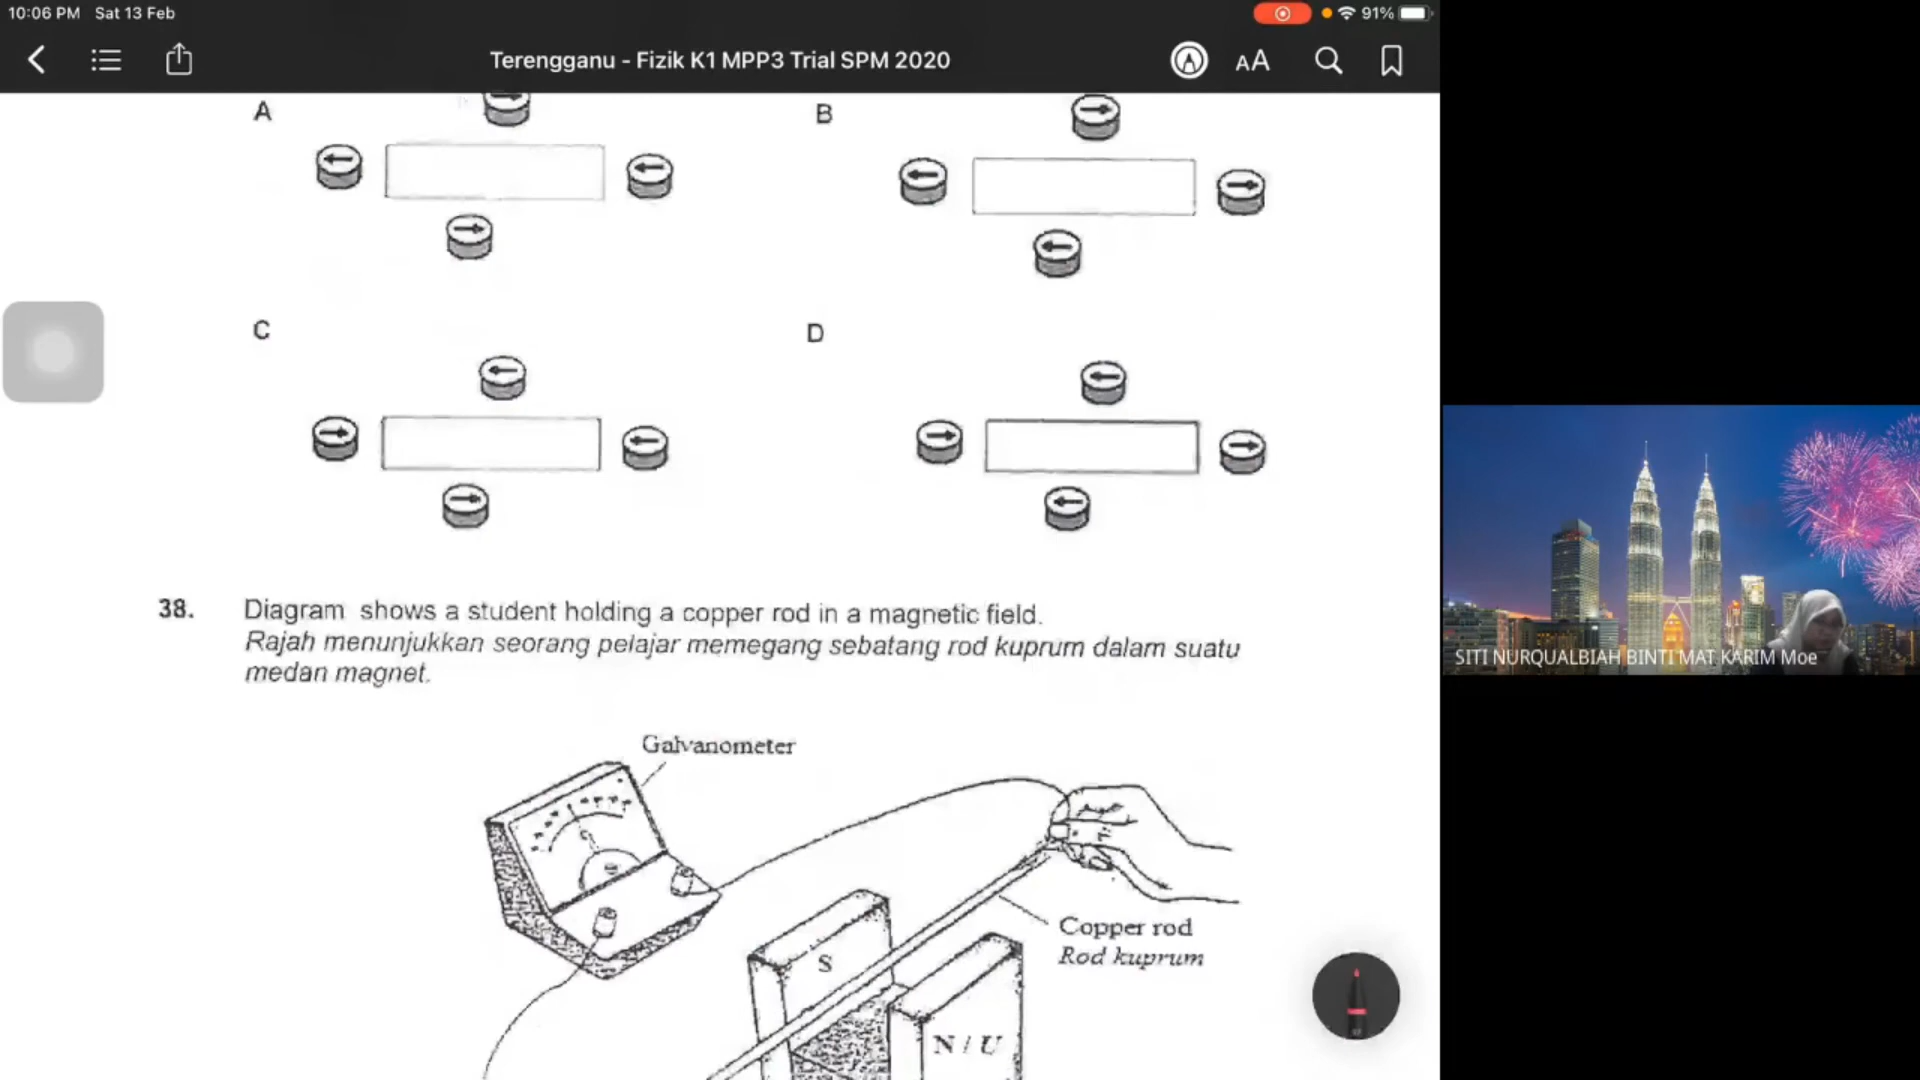 10:06 PM Sat 13 Feb
91%
Terengganu - Fizik K1 MPP3 Trial SPM 2020
AA
A
B
C
D
38. Diagram shows a student holding a copper rod in a magnetic field.
Rajah menunjukkan seorang pelajar memegang sebatang rod kuprum dalam suatu
medan magnet.
Galvanometer
Copper rod
Rod kuprum
S
N / U
SITI NURQUALBIAH BINTI MAT KARIM Moe